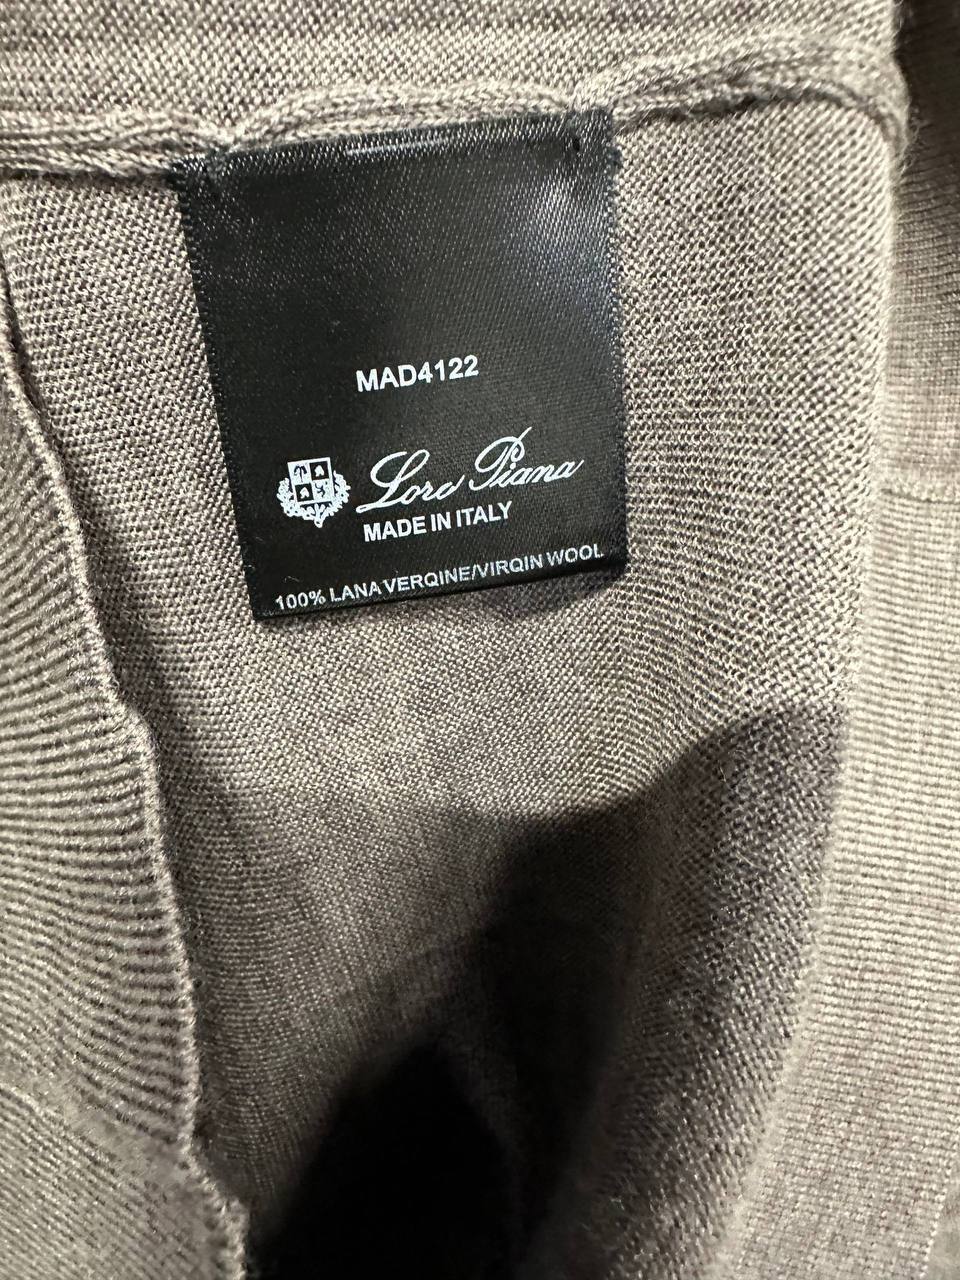 MAD4122
Loro Piana
MADE IN ITALY
100% LANA VERQINE/VIRQIN WOOL